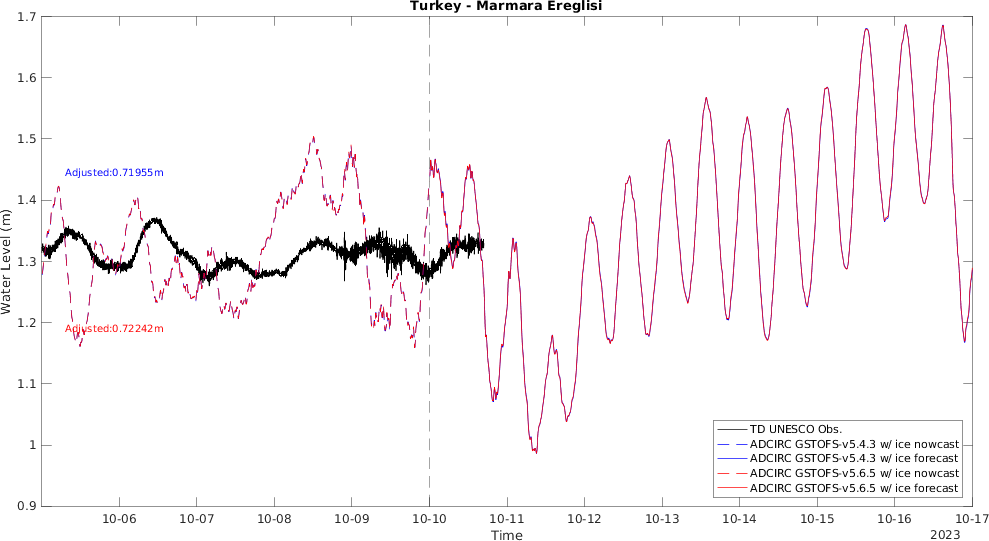 Turkey - Marmara Ereglisi
1.7
1.6
1.5
1.4
1.3
1.2
1.1
1
0.9
Water Level (m)
Adjusted:0.71955m
Adjusted:0.72242m
TD UNESCO Obs.
ADCIRC GSTOFS-v5.4.3 w/ ice nowcast
ADCIRC GSTOFS-v5.4.3 w/ ice forecast
ADCIRC GSTOFS-v5.6.5 w/ ice nowcast
ADCIRC GSTOFS-v5.6.5 w/ ice forecast
10-06 10-07 10-08 10-09 10-10 10-11 10-12 10-13 10-14 10-15 10-16 10-17
Time
2023